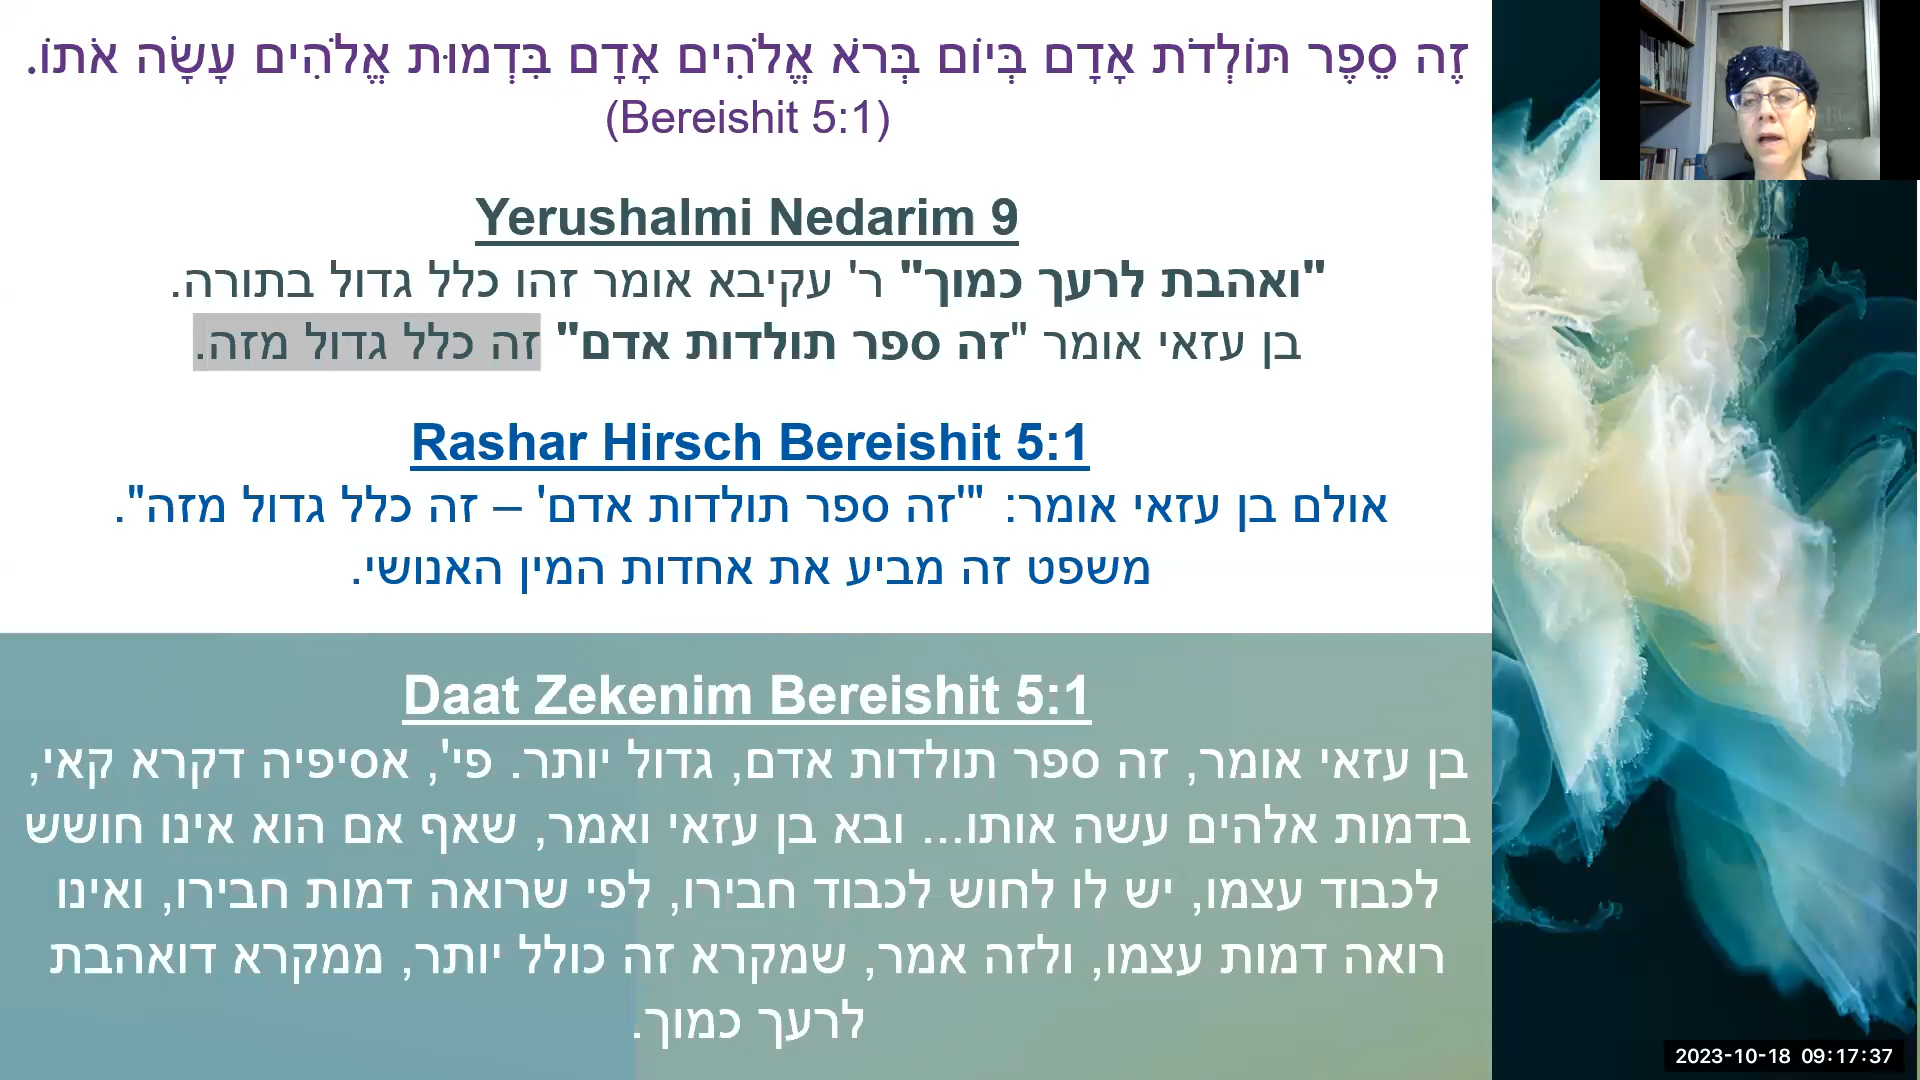 זֶה סֵפֶר תּוֹלְדֹת אָדָם בְּיוֹם בְּרֹא אֱלֹהִים אָדָם בִּדְמוּת אֱלֹהִים עָשָׂה אֹתוֹ.
(Bereishit 5:1)
Yerushalmi Nedarim 9
"ואהבת לרעך כמוך" ר' עקיבא אומר זהו כלל גדול בתורה.
בן עזאי אומר "זה ספר תולדות אדם" זה כלל גדול מזה.
Rashar Hirsch Bereishit 5:1
אולם בן עזאי אומר: "'זה ספר תולדות אדם' – זה כלל גדול מזה".
משפט זה מביע את אחדות המין האנושי.
Daat Zekenim Bereishit 5:1
בן עזאי אומר, זה ספר תולדות אדם, גדול יותר. פי', אסיפיה דקרא קאי,
בדמות אלהים עשה אותו... ובא בן עזאי ואמר, שאף אם הוא אינו חושש
לכבוד עצמו, יש לו לחוש לכבוד חבירו, לפי שרואה דמות חבירו, ואינו
רואה דמות עצמו, ולזה אמר, שמקרא זה כולל יותר, ממקרא דואהבת
לרעך כמוך.
2023-10-18 09:17:37